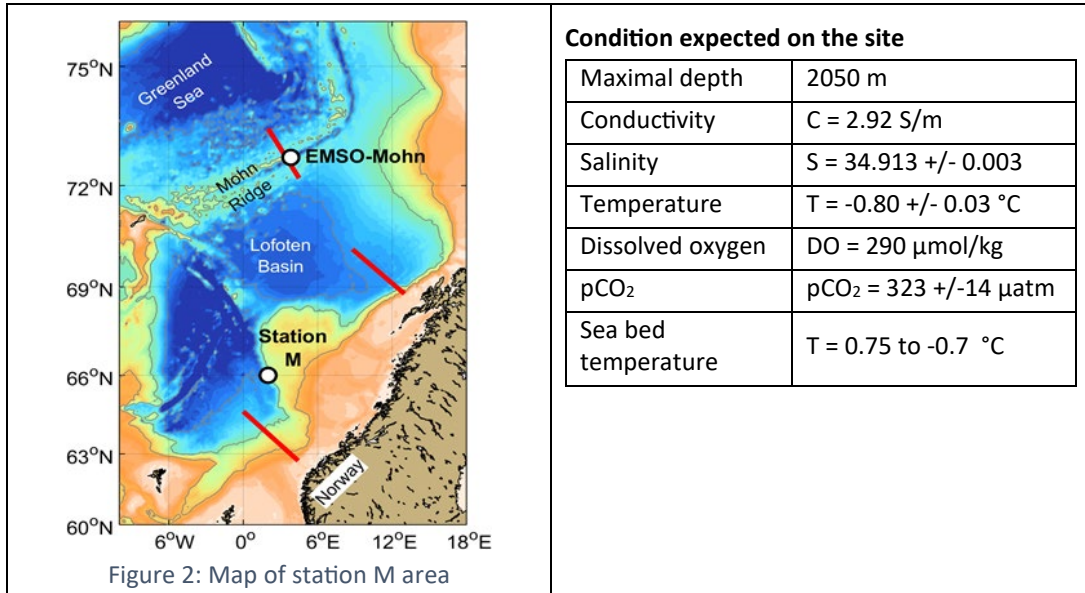 75°N
72°N
69°N
66°N
63°N
60°N
Greenland
Sea
EMSO-Mohn
Mohn
Ridge
Lofoten
Basin
Station
M
Norway
6°W
0°
6°E
12°E
18°E
Figure 2: Map of station M area
Condition expected on the site
Maximal depth 2050 m
Conductivity C = 2.92 S/m
Salinity S = 34.913 +/- 0.003
Temperature T = -0.80 +/- 0.03 °C
Dissolved oxygen DO = 290 µmol/kg
pCO₂ pCO₂ = 323 +/-14 µatm
Sea bed
temperature T = 0.75 to -0.7 °C